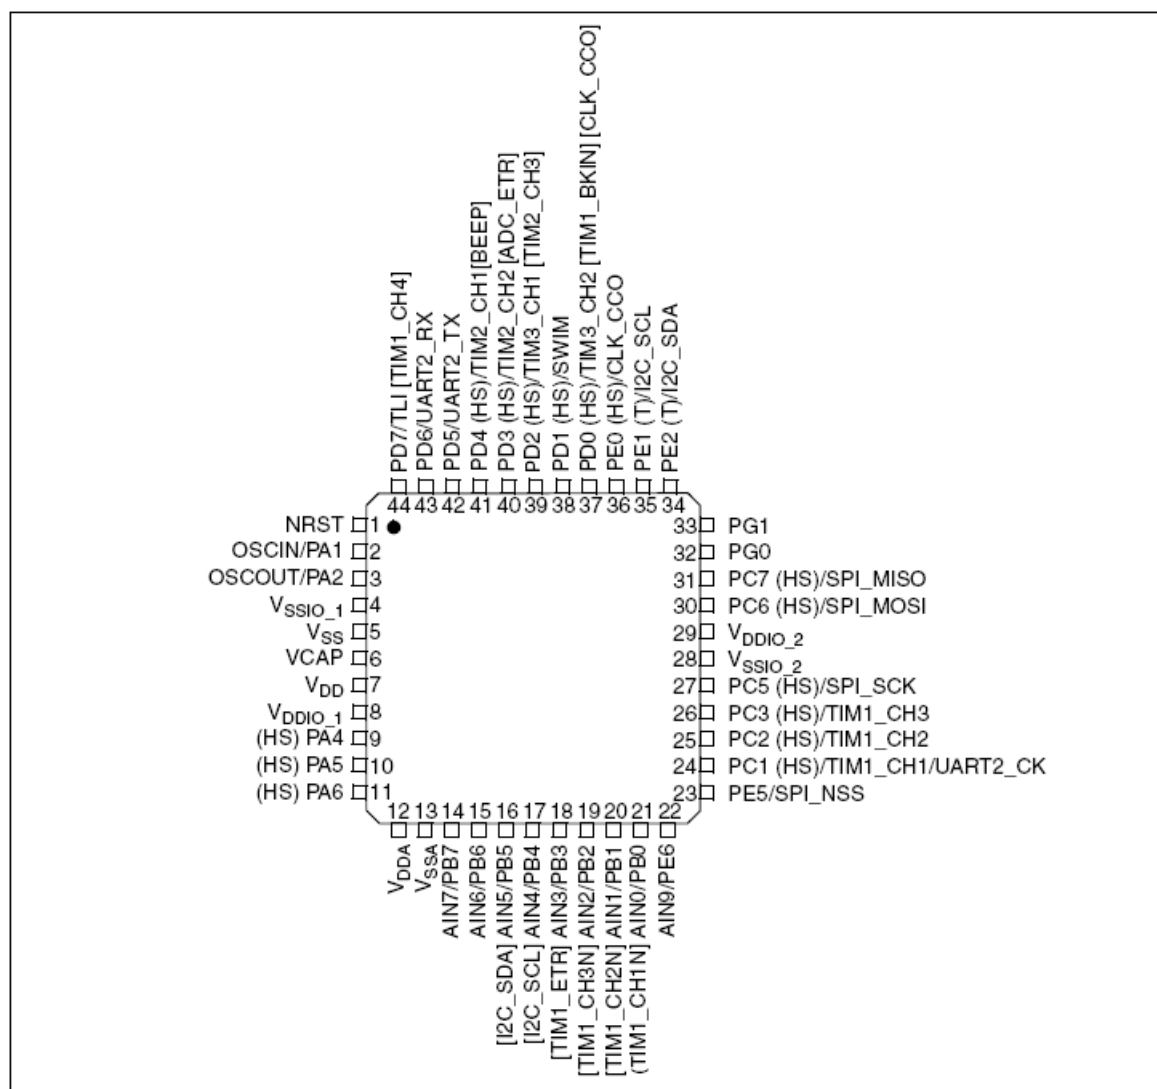 PD7/TLI [TIM1_CH4]
PD6/UART2_RX
PD5/UART2_TX
PD4 (HS)/TIM2_CH1[BEEP]
PD3 (HS)/TIM2_CH2 [ADC_ETR]
PD2 (HS)/TIM3_CH1 [TIM2_CH3]
PD1 (HS)/SWIM
PD0 (HS)/TIM3_CH2 [TIM1_BKIN] [CLK_CCO]
PE0 (HS)/CLK_CCO
PE1 (T)/I2C_SCL
PE2 (T)/I2C_SDA
44 43 42 41 40 39 38 37 36 35 34
NRST 1
OSCIN/PA1 2
OSCOUT/PA2 3
VSSIO_1 4
VSS 5
VCAP 6
VDD 7
VDDIO_1 8
(HS) PA4 9
(HS) PA5 10
(HS) PA6 11
33 PG1
32 PG0
31 PC7 (HS)/SPI_MISO
30 PC6 (HS)/SPI_MOSI
29 VDDIO_2
28 VSSIO_2
27 PC5 (HS)/SPI_SCK
26 PC3 (HS)/TIM1_CH3
25 PC2 (HS)/TIM1_CH2
24 PC1 (HS)/TIM1_CH1/UART2_CK
23 PE5/SPI_NSS
12 13 14 15 16 17 18 19 20 21 22
VDDA
VSSA
AIN7/PB7
AIN6/PB6
[I2C_SDA] AIN5/PB5
[I2C_SCL] AIN4/PB4
[TIM1_ETR] AIN3/PB3
[TIM1_CH3N] AIN2/PB2
[TIM1_CH2N] AIN1/PB1
(TIM1_CH1N] AIN0/PB0
AIN9/PE6